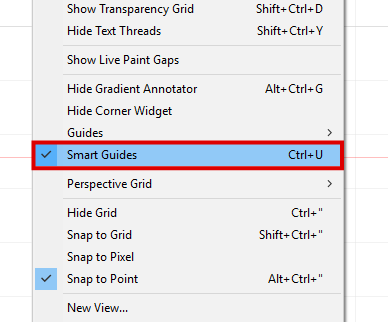 Show Transparency Grid Shift+Ctrl+D
Hide Text Threads Shift+Ctrl+Y
Show Live Paint Gaps
Hide Gradient Annotator Alt+Ctrl+G
Hide Corner Widget
Guides
Smart Guides Ctrl+U
Perspective Grid
Hide Grid Ctrl+"
Snap to Grid Shift+Ctrl+"
Snap to Pixel
Snap to Point Alt+Ctrl+"
New View...